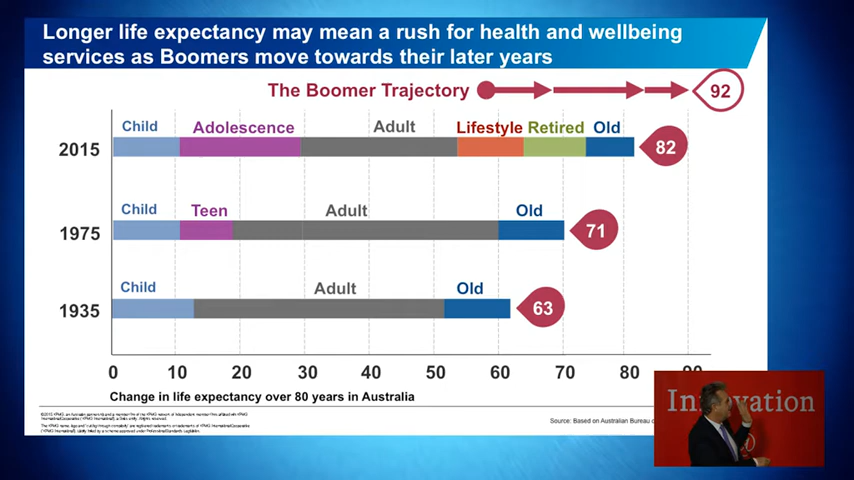 Longer life expectancy may mean a rush for health and wellbeing
services as Boomers move towards their later years
The Boomer Trajectory
92
Child Adolescence Adult Lifestyle Retired Old
2015
82
Child Teen Adult Old
1975
71
Child Adult Old
1935
63
0 10 20 30 40 50 60 70 80 90
Change in life expectancy over 80 years in Australia
Source: Based on Australian Bureau
Innovation